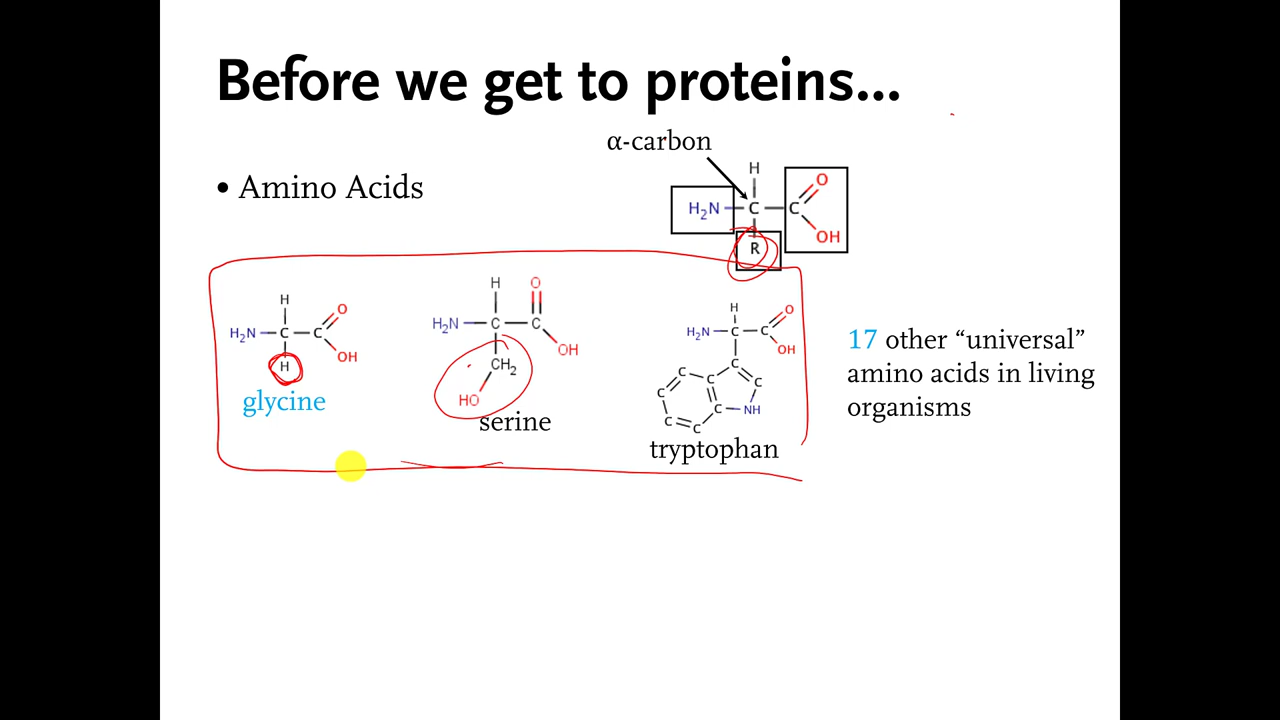 Before we get to proteins...
α-carbon
• Amino Acids
H
H₂N C C O
OH
R
H
H₂N C C O
OH
H
glycine
H O
H₂N C C
OH
CH₂
HO
serine
H
H₂N C C O
OH
C
C C C
C C NH
C C
tryptophan
17 other “universal”
amino acids in living
organisms